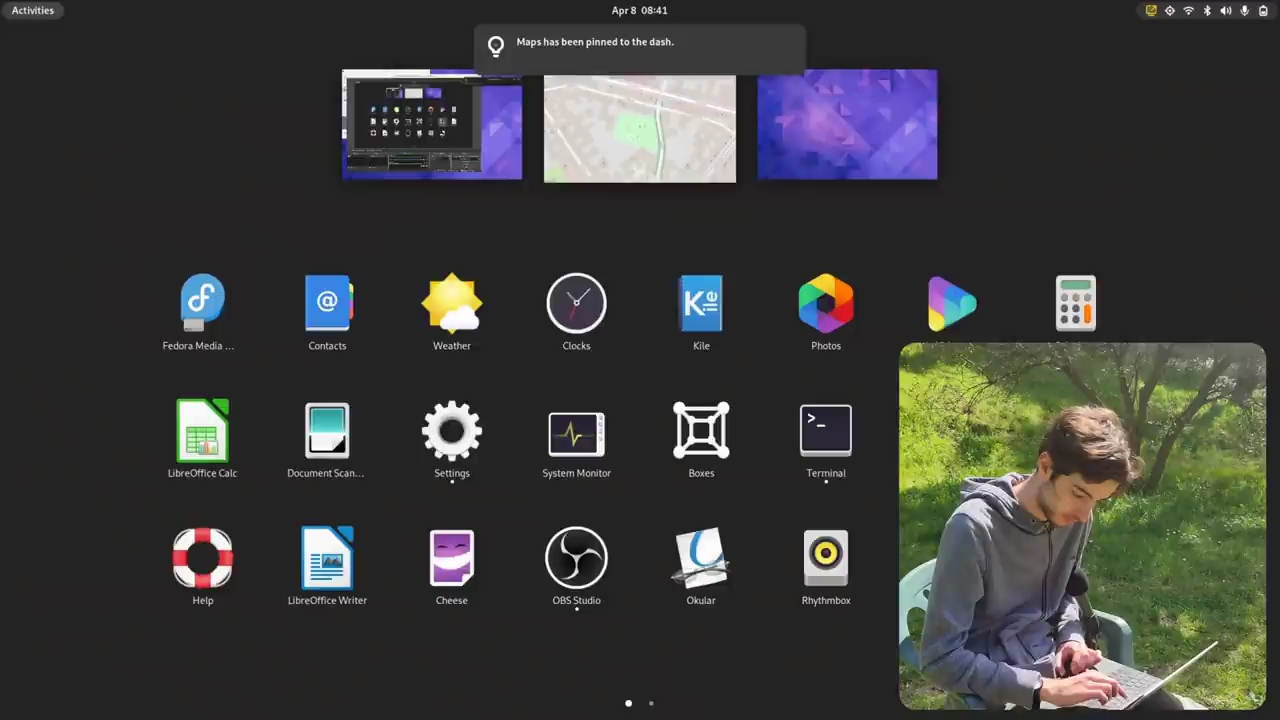 Activities
Apr 8 08:41
Maps has been pinned to the dash.
Fedora Media ...
Contacts
Weather
Clocks
Kile
Photos
LibreOffice Calc
Document Scan...
Settings
System Monitor
Boxes
Terminal
Help
LibreOffice Writer
Cheese
OBS Studio
Okular
Rhythmbox